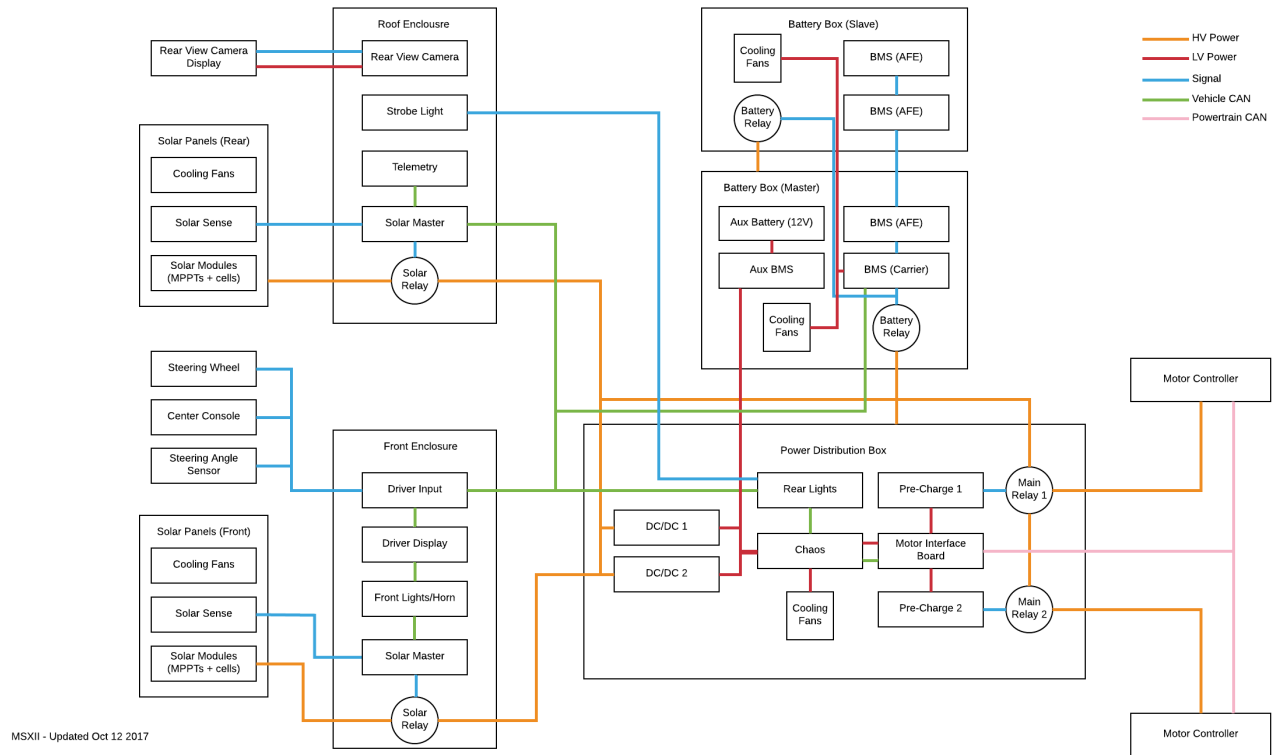 Roof Enclousre
Rear View Camera
Display
Rear View Camera
Strobe Light
Telemetry
Solar Master
Solar
Relay
Solar Panels (Rear)
Cooling Fans
Solar Sense
Solar Modules
(MPPTs + cells)
Battery Box (Slave)
Cooling
Fans
BMS (AFE)
Battery
Relay
BMS (AFE)
HV Power
LV Power
Signal
Vehicle CAN
Powertrain CAN
Battery Box (Master)
Aux Battery (12V)
BMS (AFE)
Aux BMS
BMS (Carrier)
Cooling
Fans
Battery
Relay
Steering Wheel
Center Console
Steering Angle
Sensor
Front Enclosure
Driver Input
Driver Display
Front Lights/Horn
Solar Master
Solar
Relay
Solar Panels (Front)
Cooling Fans
Solar Sense
Solar Modules
(MPPTs + cells)
Power Distribution Box
Rear Lights
Pre-Charge 1
Main
Relay 1
DC/DC 1
Chaos
Motor Interface
Board
DC/DC 2
Cooling
Fans
Pre-Charge 2
Main
Relay 2
Motor Controller
Motor Controller
MSXII - Updated Oct 12 2017